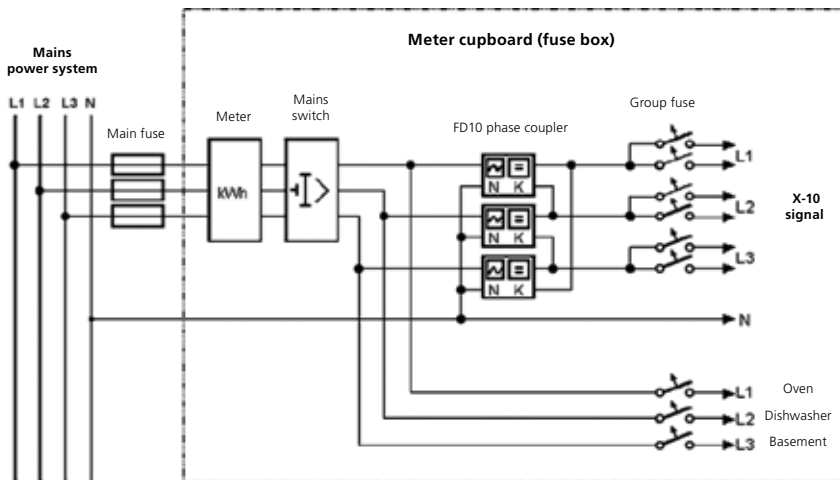 Meter cupboard (fuse box)
Mains
power system
L1 L2 L3 N
Main fuse
Meter
Mains
switch
FD10 phase coupler
Group fuse
kWh
N K
N K
N K
L1
L2
L3
X-10
signal
N
L1 Oven
L2 Dishwasher
L3 Basement